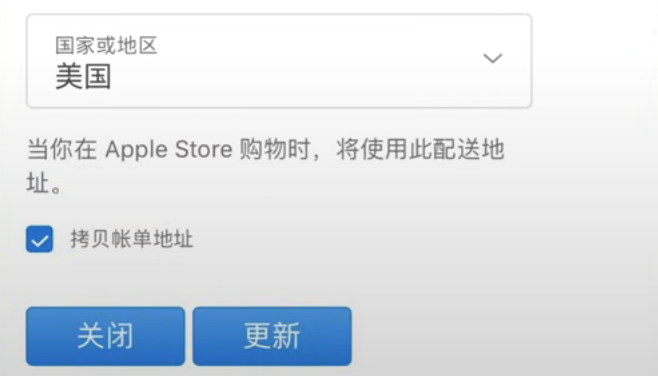 国家或地区
美国
当你在 Apple Store 购物时，将使用此配送地
址。
拷贝帐单地址
关闭
更新